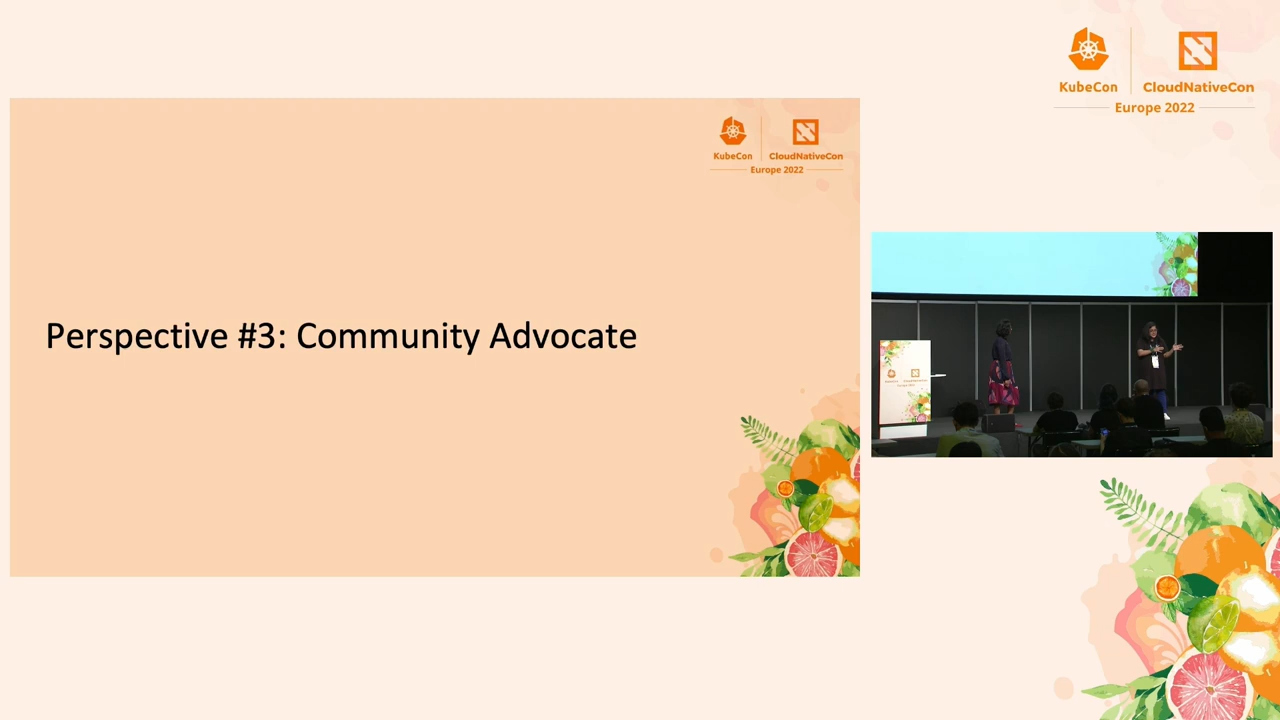 KubeCon
CloudNativeCon
Europe 2022
KubeCon
CloudNativeCon
Europe 2022
Perspective #3: Community Advocate